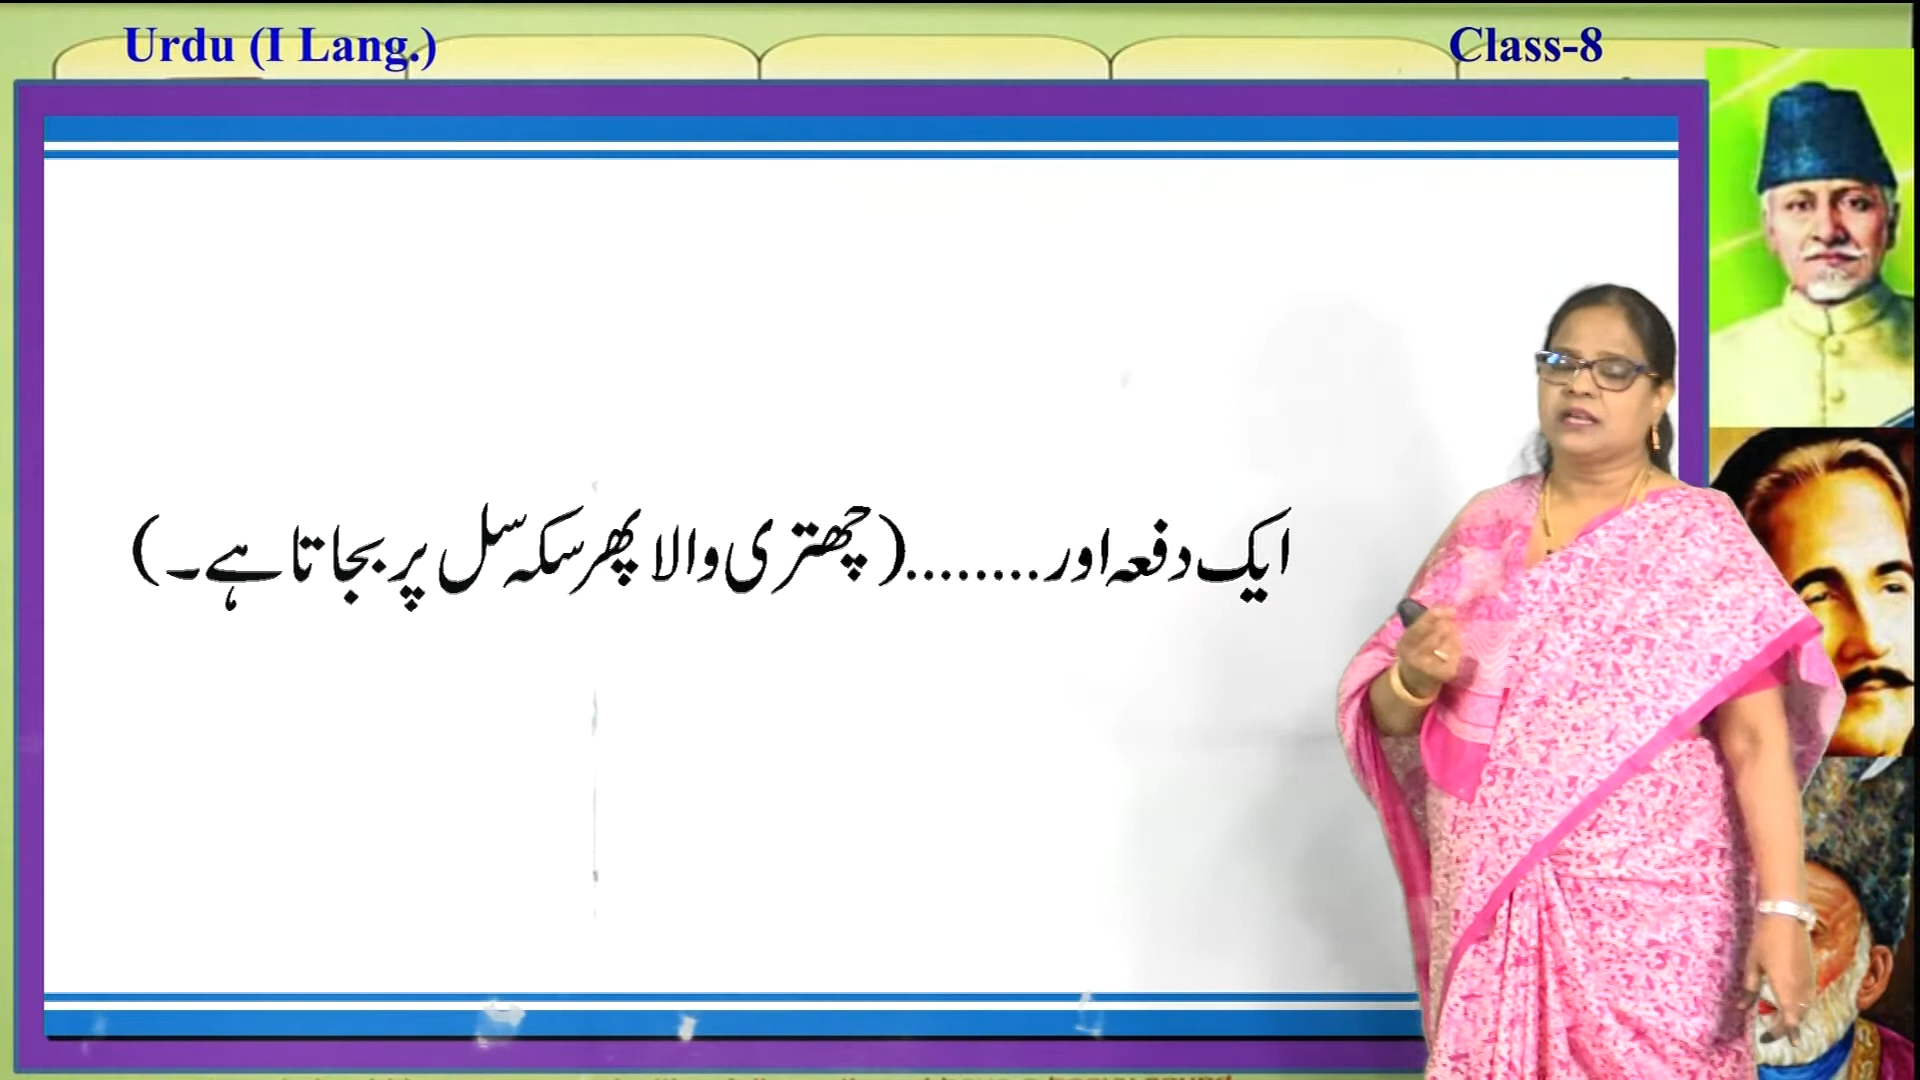 Urdu (I Lang.)
Class-8
ایک دفعہ اور........(چھتری والا پھر سکہ سل پر بجاتا ہے۔)